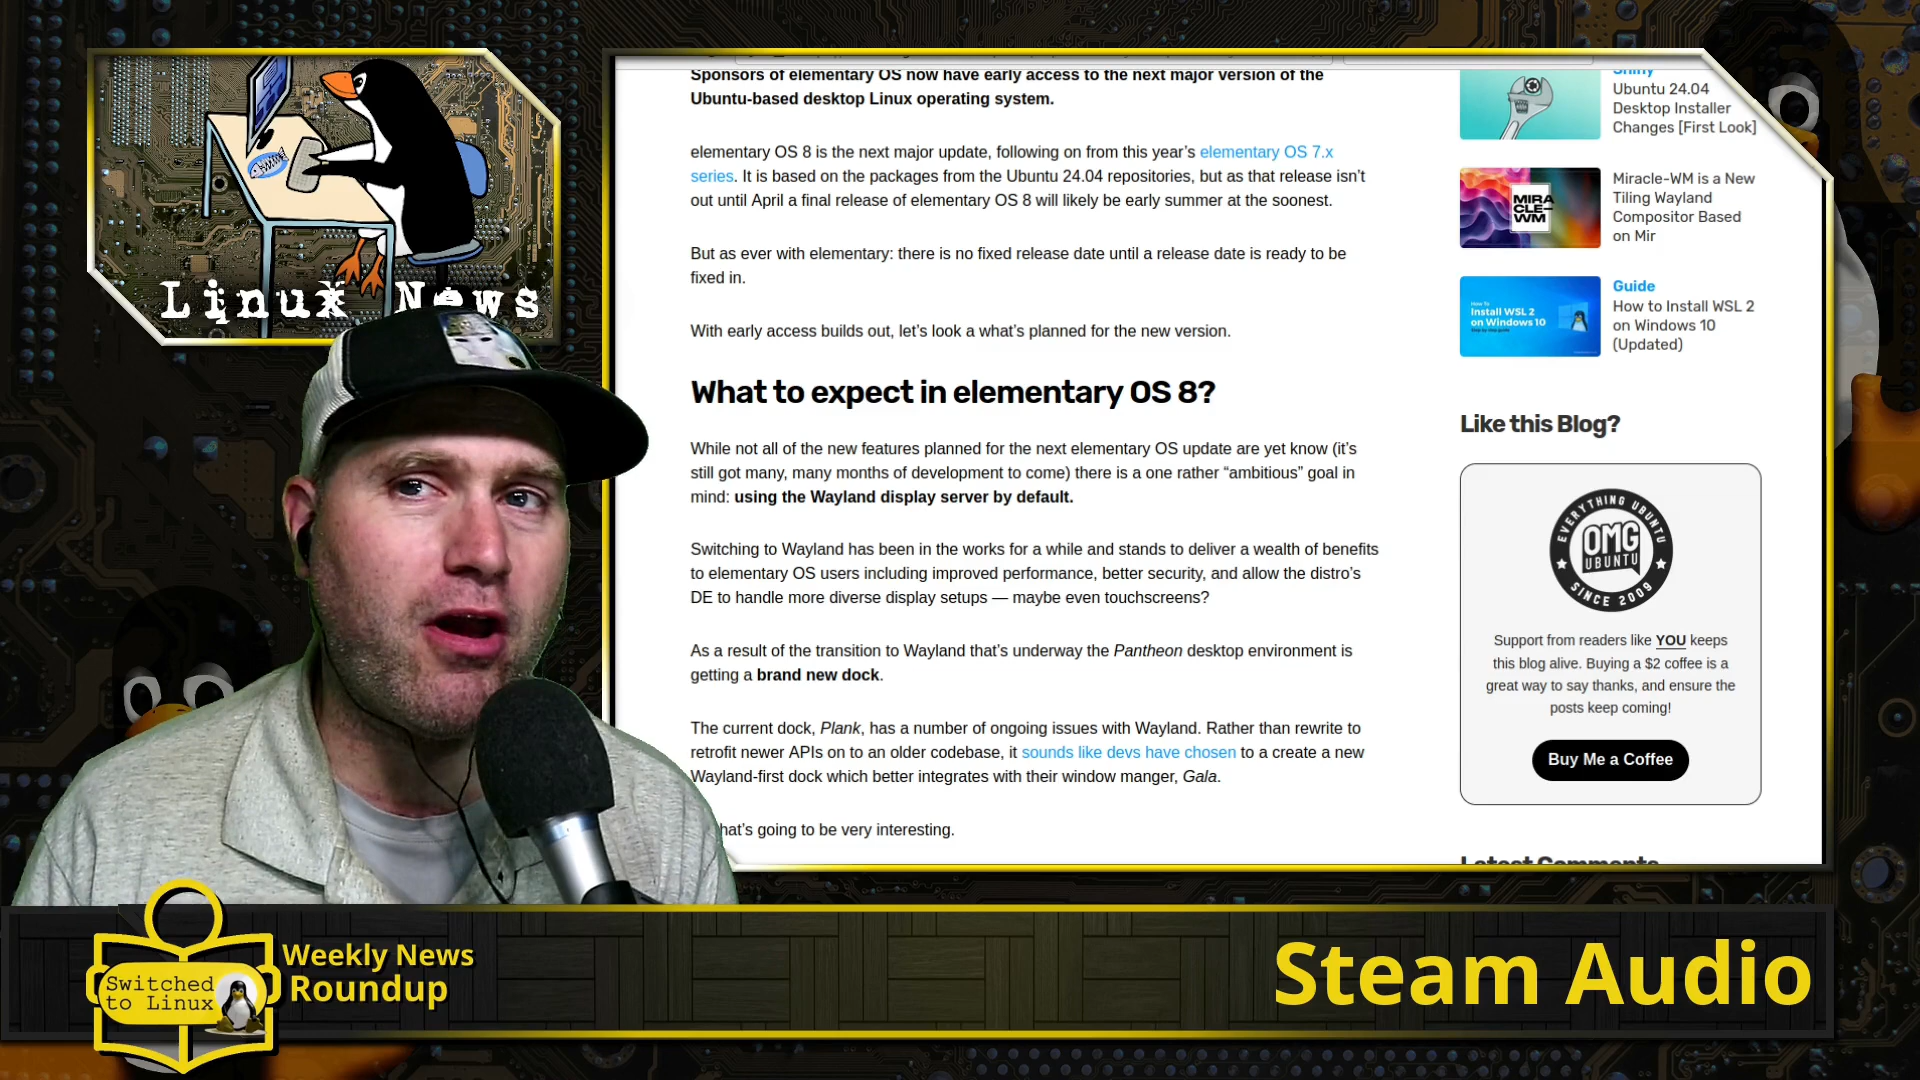 Linux News
Sponsors of elementary OS now have early access to the next major version of the
Ubuntu-based desktop Linux operating system.
elementary OS 8 is the next major update, following on from this year's elementary OS 7.x
series. It is based on the packages from the Ubuntu 24.04 repositories, but as that release isn't
out until April a final release of elementary OS 8 will likely be early summer at the soonest.
But as ever with elementary: there is no fixed release date until a release date is ready to be
fixed in.
With early access builds out, let's look a what's planned for the new version.
What to expect in elementary OS 8?
While not all of the new features planned for the next elementary OS update are yet know (it's
still got many, many months of development to come) there is a one rather “ambitious” goal in
mind: using the Wayland display server by default.
Switching to Wayland has been in the works for a while and stands to deliver a wealth of benefits
to elementary OS users including improved performance, better security, and allow the distro's
DE to handle more diverse display setups — maybe even touchscreens?
As a result of the transition to Wayland that's underway the Pantheon desktop environment is
getting a brand new dock.
The current dock, Plank, has a number of ongoing issues with Wayland. Rather than rewrite to
retrofit newer APIs on to an older codebase, it sounds like devs have chosen to a create a new
Wayland-first dock which better integrates with their window manger, Gala.
going to be very interesting.
Shiny
Ubuntu 24.04
Desktop Installer
Changes [First Look]
MIRA
CLE-
WM
Miracle-WM is a New
Tiling Wayland
Compositor Based
on Mir
How To
Install WSL 2
on Windows 10
Guide
How to Install WSL 2
on Windows 10
(Updated)
Like this Blog?
EVERYTHING UBUNTU
OMG
UBUNTU
SINCE 2009
Support from readers like YOU keeps
this blog alive. Buying a $2 coffee is a
great way to say thanks, and ensure the
posts keep coming!
Buy Me a Coffee
Latest Comments
Switched
to Linux
Weekly News
Roundup
Steam Audio